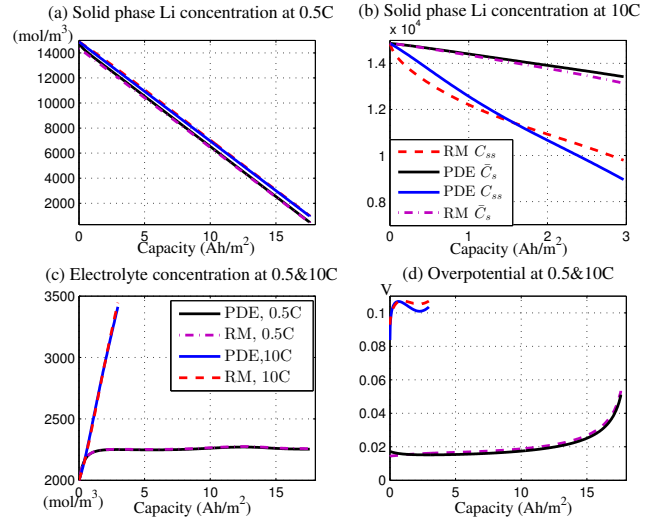 (a) Solid phase Li concentration at 0.5C
(mol/m³)
14000
12000
10000
8000
6000
4000
2000
0 5 10 15
Capacity (Ah/m²)
(b) Solid phase Li concentration at 10C
x 10⁴
1.4
1.2
1
0.8
RM C_ss
PDE C̄_s
PDE C_ss
RM C̄_s
0 1 2 3
Capacity (Ah/m²)
(c) Electrolyte concentration at 0.5&10C
3500
3000
2500
2000
(mol/m³)
PDE, 0.5C
RM, 0.5C
PDE,10C
RM, 10C
0 5 10 15
Capacity (Ah/m²)
(d) Overpotential at 0.5&10C
V
0.1
0.08
0.06
0.04
0.02
0
0 5 10 15
Capacity (Ah/m²)